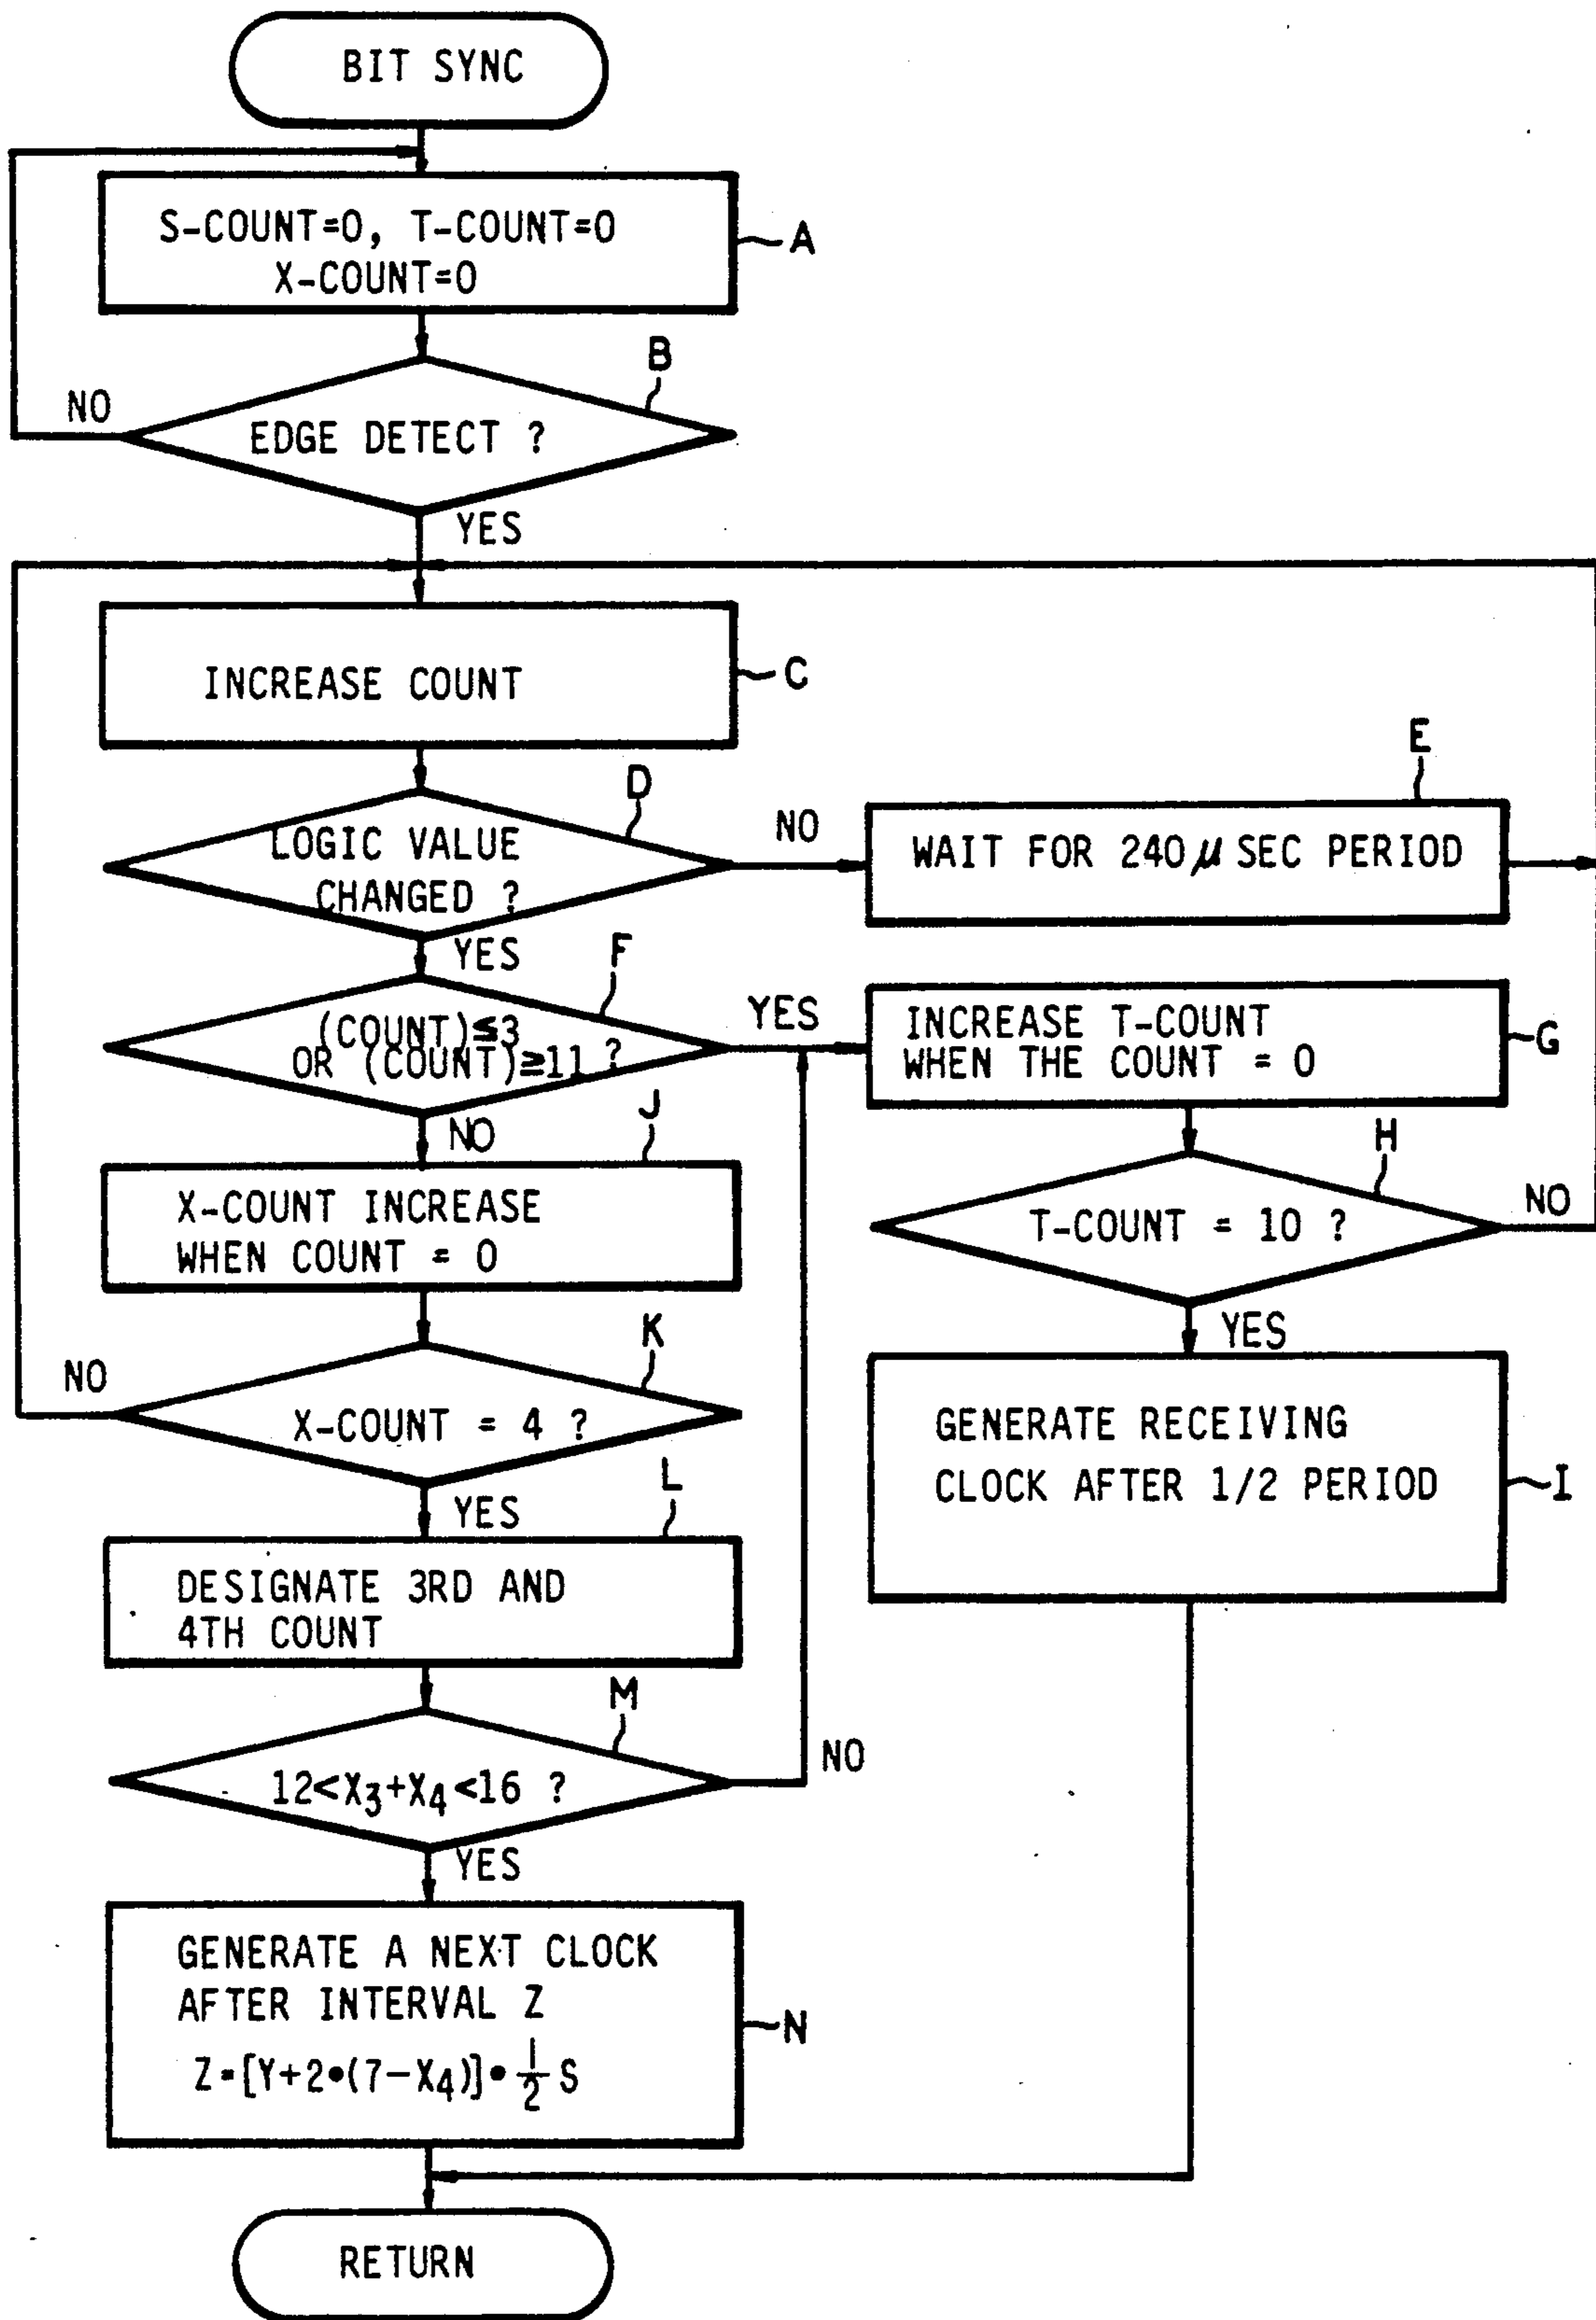 BIT SYNC
S-COUNT=0, T-COUNT=0
X-COUNT=0
A
B
NO
EDGE DETECT ?
YES
INCREASE COUNT
C
D
LOGIC VALUE
CHANGED ?
NO
E
WAIT FOR 240μ SEC PERIOD
YES
F
(COUNT)≦3
OR (COUNT)≧11 ?
YES
INCREASE T-COUNT
WHEN THE COUNT = 0
G
NO
J
X-COUNT INCREASE
WHEN COUNT = 0
H
T-COUNT = 10 ?
NO
YES
K
NO
X-COUNT = 4 ?
YES
GENERATE RECEIVING
CLOCK AFTER 1/2 PERIOD
I
L
DESIGNATE 3RD AND
4TH COUNT
M
12<X₃+X₄<16 ?
NO
YES
GENERATE A NEXT CLOCK
AFTER INTERVAL Z
Z=[Y+2•(7-X₄)]•1/2 S
N
RETURN